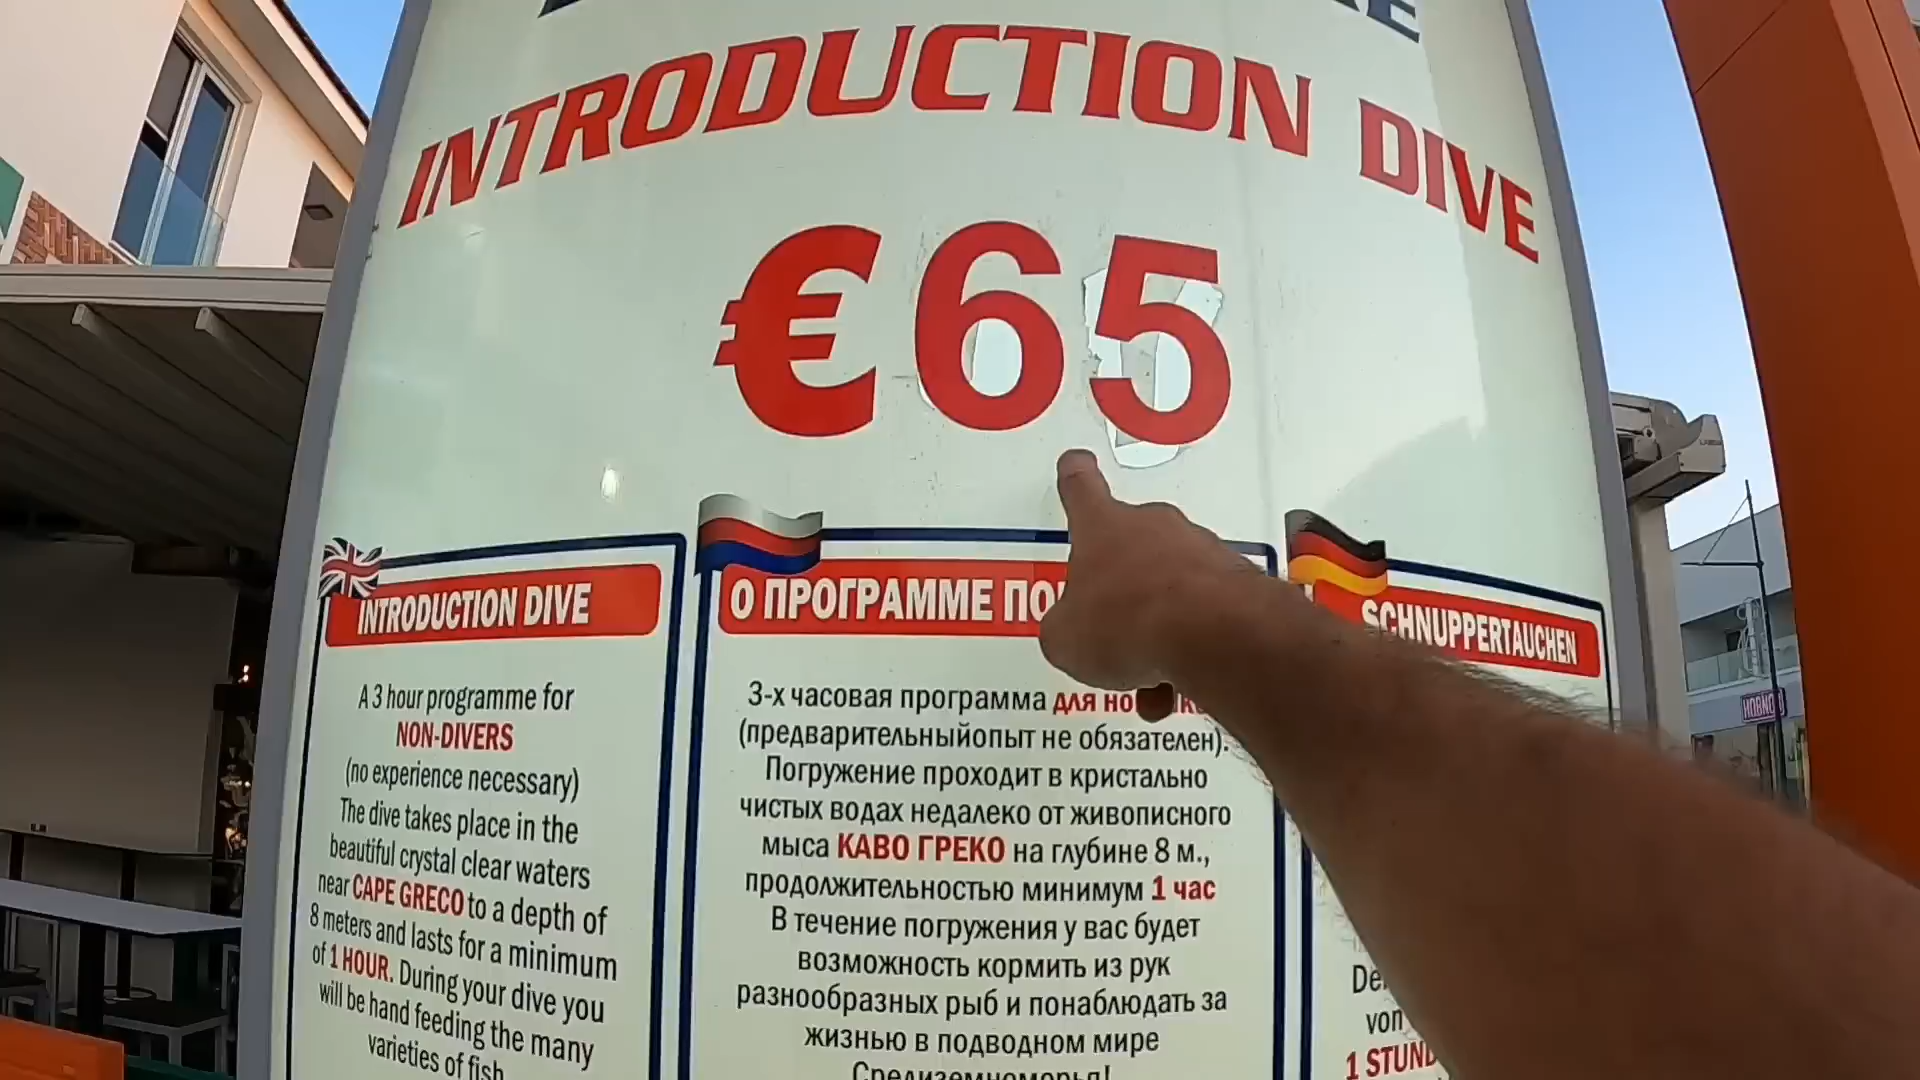 INTRODUCTION DIVE
€65
INTRODUCTION DIVE
A 3 hour programme for
NON-DIVERS
(no experience necessary)
The dive takes place in the
beautiful crystal clear waters
near CAPE GRECO to a depth of
8 meters and lasts for a minimum
of 1 HOUR. During your dive you
will be hand feeding the many
varieties of fish
О ПРОГРАММЕ
3-х часовая программа для
(предварительныйопыт не обязателен).
Погружение проходит в кристально
чистых водах недалеко от живописного
мыса КАВО ГРЕКО на глубине 8 м.,
продолжительностью минимум 1 час
В течение погружения у вас будет
возможность кормить из рук
разнообразных рыб и понаблюдать за
жизнью в подводном мире
Средиземноморья!
SCHNUPPERTAUCHEN
von